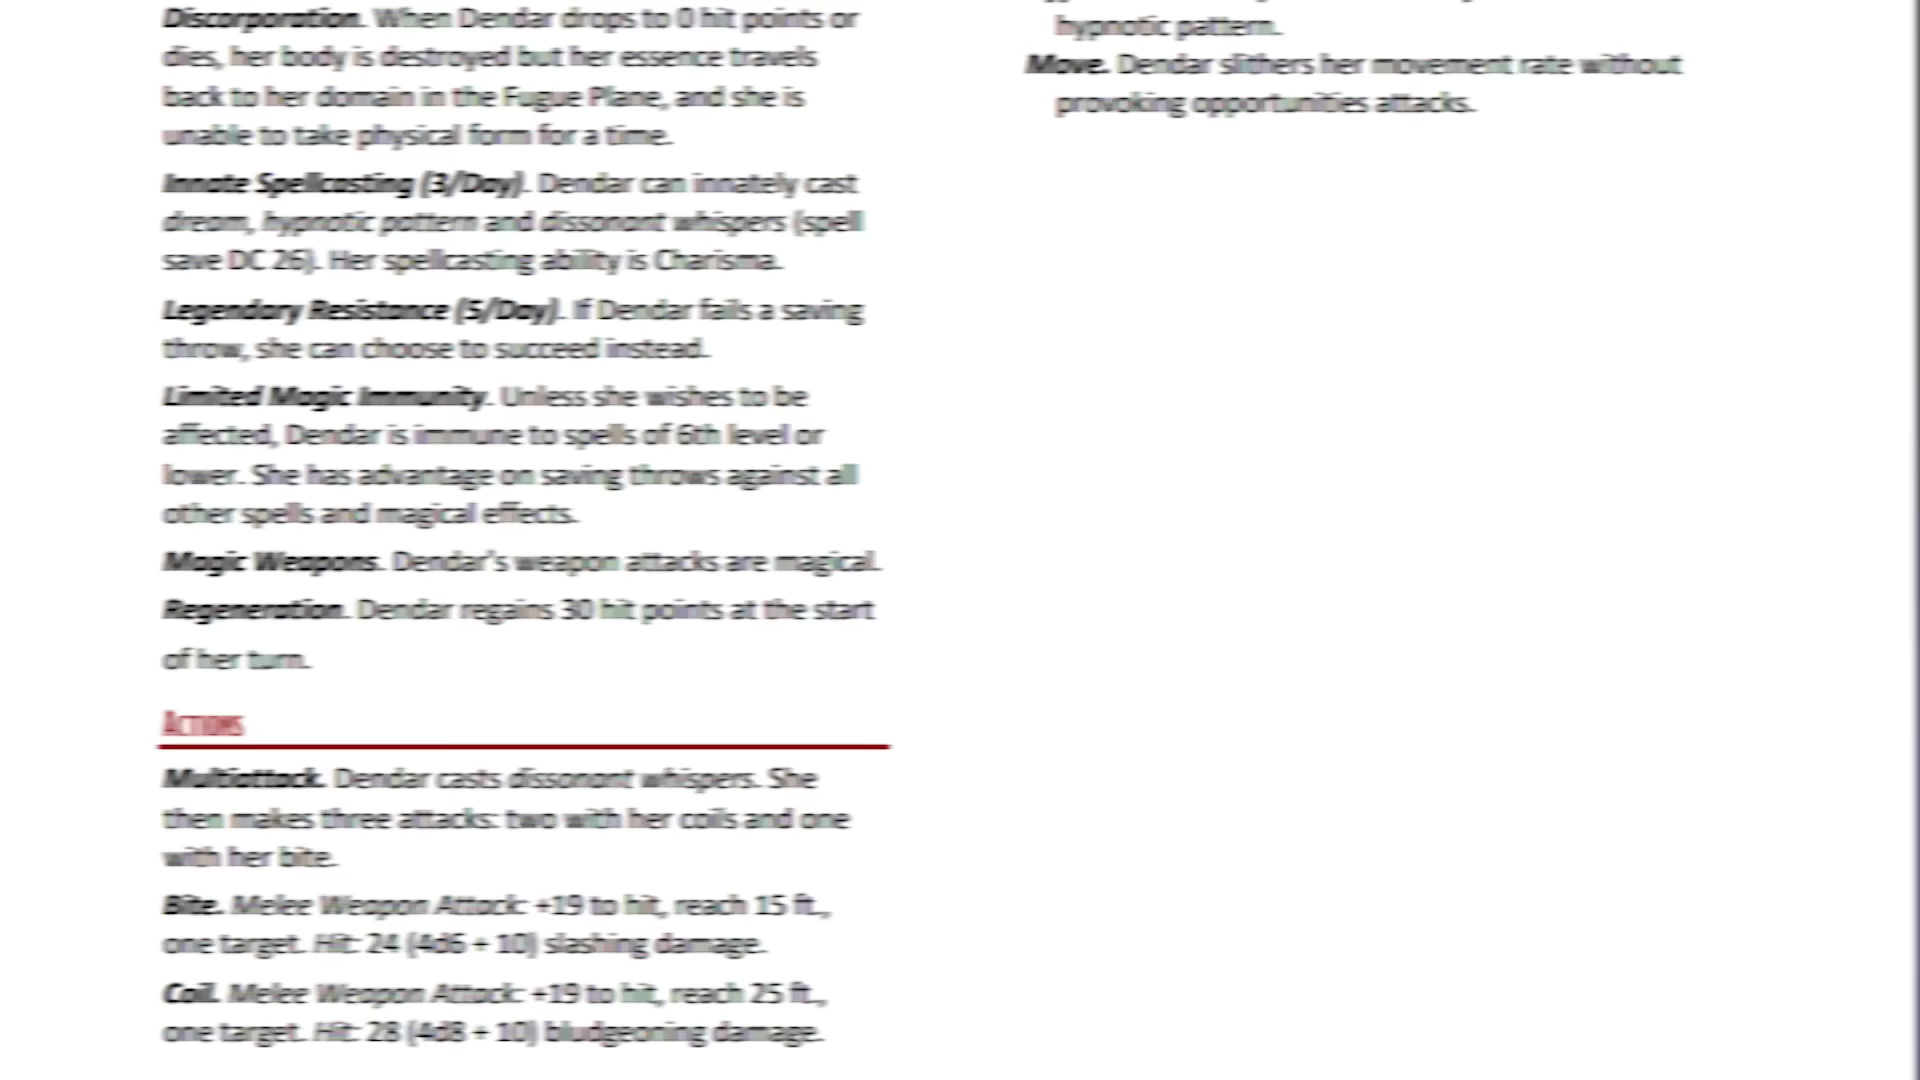 Discorporation. When Dendar drops to 0 hit points or
dies, her body is destroyed but her essence travels
back to her domain in the Fugue Plane, and she is
unable to take physical form for a time.
Innate Spellcasting (3/Day). Dendar can innately cast
dream, hypnotic pattern and dissonant whispers (spell
save DC 26). Her spellcasting ability is Charisma.
Legendary Resistance (5/Day). If Dendar fails a saving
throw, she can choose to succeed instead.
Limited Magic Immunity. Unless she wishes to be
affected, Dendar is immune to spells of 6th level or
lower. She has advantage on saving throws against all
other spells and magical effects.
Magic Weapons. Dendar's weapon attacks are magical.
Regeneration. Dendar regains 30 hit points at the start
of her turn.
Actions
Multiattack. Dendar casts dissonant whispers. She
then makes three attacks: two with her coils and one
with her bite.
Bite. Melee Weapon Attack: +19 to hit, reach 15 ft.,
one target. Hit: 24 (4d6 + 10) slashing damage.
Coil. Melee Weapon Attack: +19 to hit, reach 25 ft.,
one target. Hit: 28 (4d8 + 10) bludgeoning damage.
hypnotic pattern.
Move. Dendar slithers her movement rate without
provoking opportunities attacks.